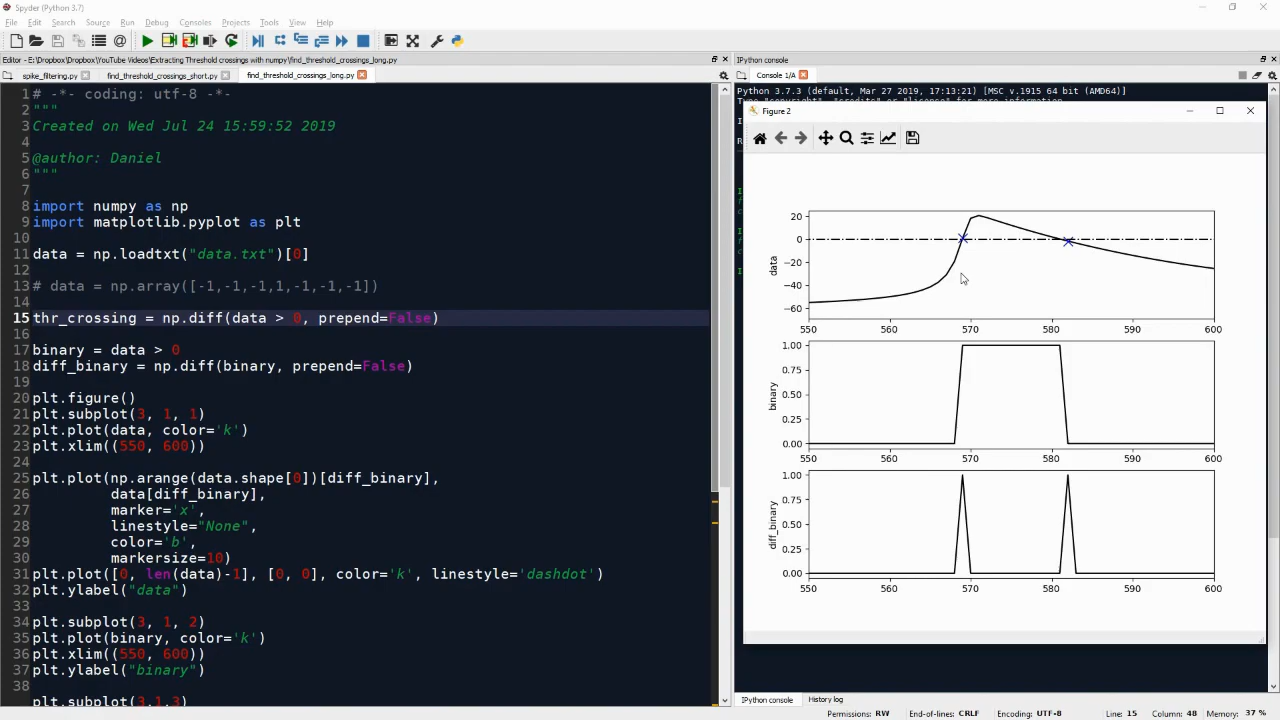 Spyder (Python 3.7)
File Edit Search Source Run Debug Consoles Projects Tools View Help
Editor - E:\Dropbox\Dropbox\YouTube Videos\Extracting Threshold crossings with numpy\find_threshold_crossings_long.py
spike_filtering.py find_threshold_crossings_short.py find_threshold_crossings_long.py
1 # -*- coding: utf-8 -*-
2 """
3 Created on Wed Jul 24 15:59:52 2019
4
5 @author: Daniel
6 """
7
8 import numpy as np
9 import matplotlib.pyplot as plt
10
11 data = np.loadtxt("data.txt")[0]
12
13 # data = np.array([-1,-1,-1,1,-1,-1,-1])
14
15 thr_crossing = np.diff(data > 0, prepend=False)
16
17 binary = data > 0
18 diff_binary = np.diff(binary, prepend=False)
19
20 plt.figure()
21 plt.subplot(3, 1, 1)
22 plt.plot(data, color='k')
23 plt.xlim((550, 600))
24
25 plt.plot(np.arange(data.shape[0])[diff_binary],
26 data[diff_binary],
27 marker='x',
28 linestyle="None",
29 color='b',
30 markersize=10)
31 plt.plot([0, len(data)-1], [0, 0], color='k', linestyle='dashdot')
32 plt.ylabel("data")
33
34 plt.subplot(3, 1, 2)
35 plt.plot(binary, color='k')
36 plt.xlim((550, 600))
37 plt.ylabel("binary")
38
plt.subplot(3,1,3)
IPython console
Console 1/A
Python 3.7.3 (default, Mar 27 2019, 17:13:21) [MSC v.1915 64 bit (AMD64)]
Figure 2
20
0
−20
−40
−60
data
550 560 570 580 590 600
1.00
0.75
0.50
0.25
0.00
binary
550 560 570 580 590 600
1.00
0.75
0.50
0.25
0.00
diff_binary
550 560 570 580 590 600
IPython console History log
Permissions: RW End-of-lines: CRLF Encoding: UTF-8 Line: 15 Column: 48 Memory: 37 %